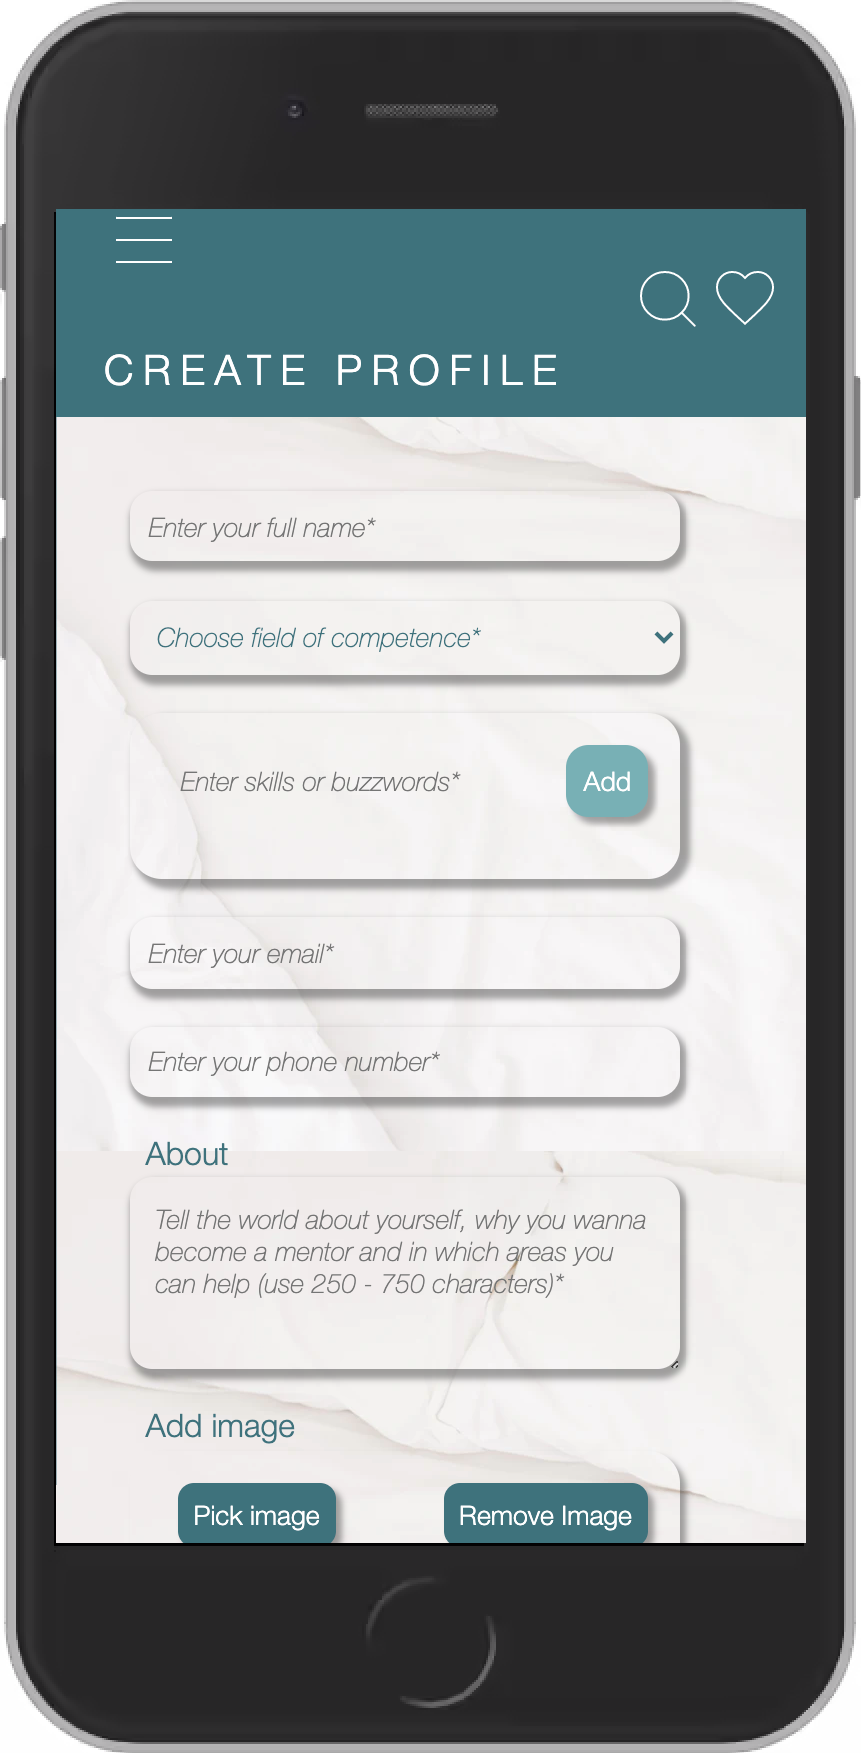 CREATE PROFILE
Enter your full name*
Choose field of competence*
Enter skills or buzzwords*
Add
Enter your email*
Enter your phone number*
About
Tell the world about yourself, why you wanna
become a mentor and in which areas you
can help (use 250 - 750 characters)*
Add image
Pick image
Remove Image